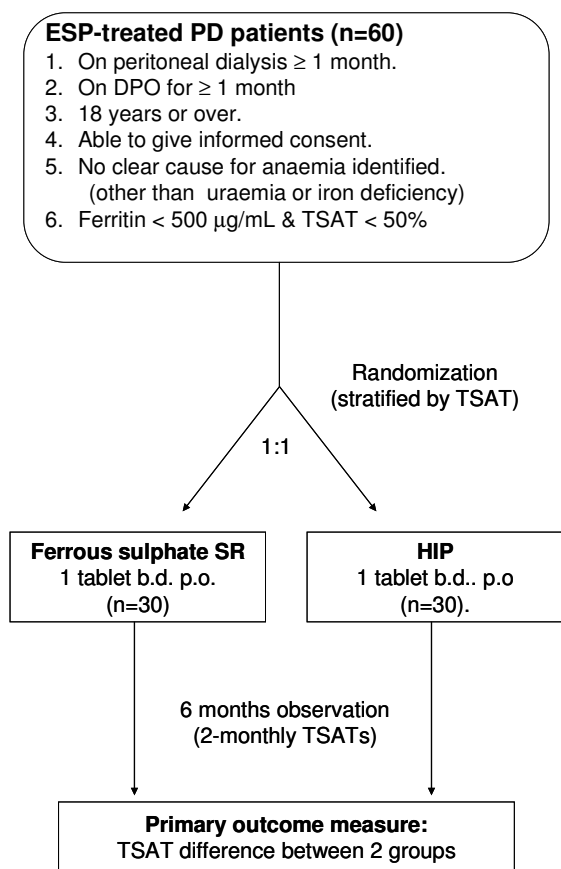 ESP-treated PD patients (n=60)
1. On peritoneal dialysis ≥ 1 month.
2. On DPO for ≥ 1 month
3. 18 years or over.
4. Able to give informed consent.
5. No clear cause for anaemia identified.
(other than uraemia or iron deficiency)
6. Ferritin < 500 μg/mL & TSAT < 50%
Randomization
(stratified by TSAT)
1:1
Ferrous sulphate SR
1 tablet b.d. p.o.
(n=30)
HIP
1 tablet b.d.. p.o
(n=30).
6 months observation
(2-monthly TSATs)
Primary outcome measure:
TSAT difference between 2 groups